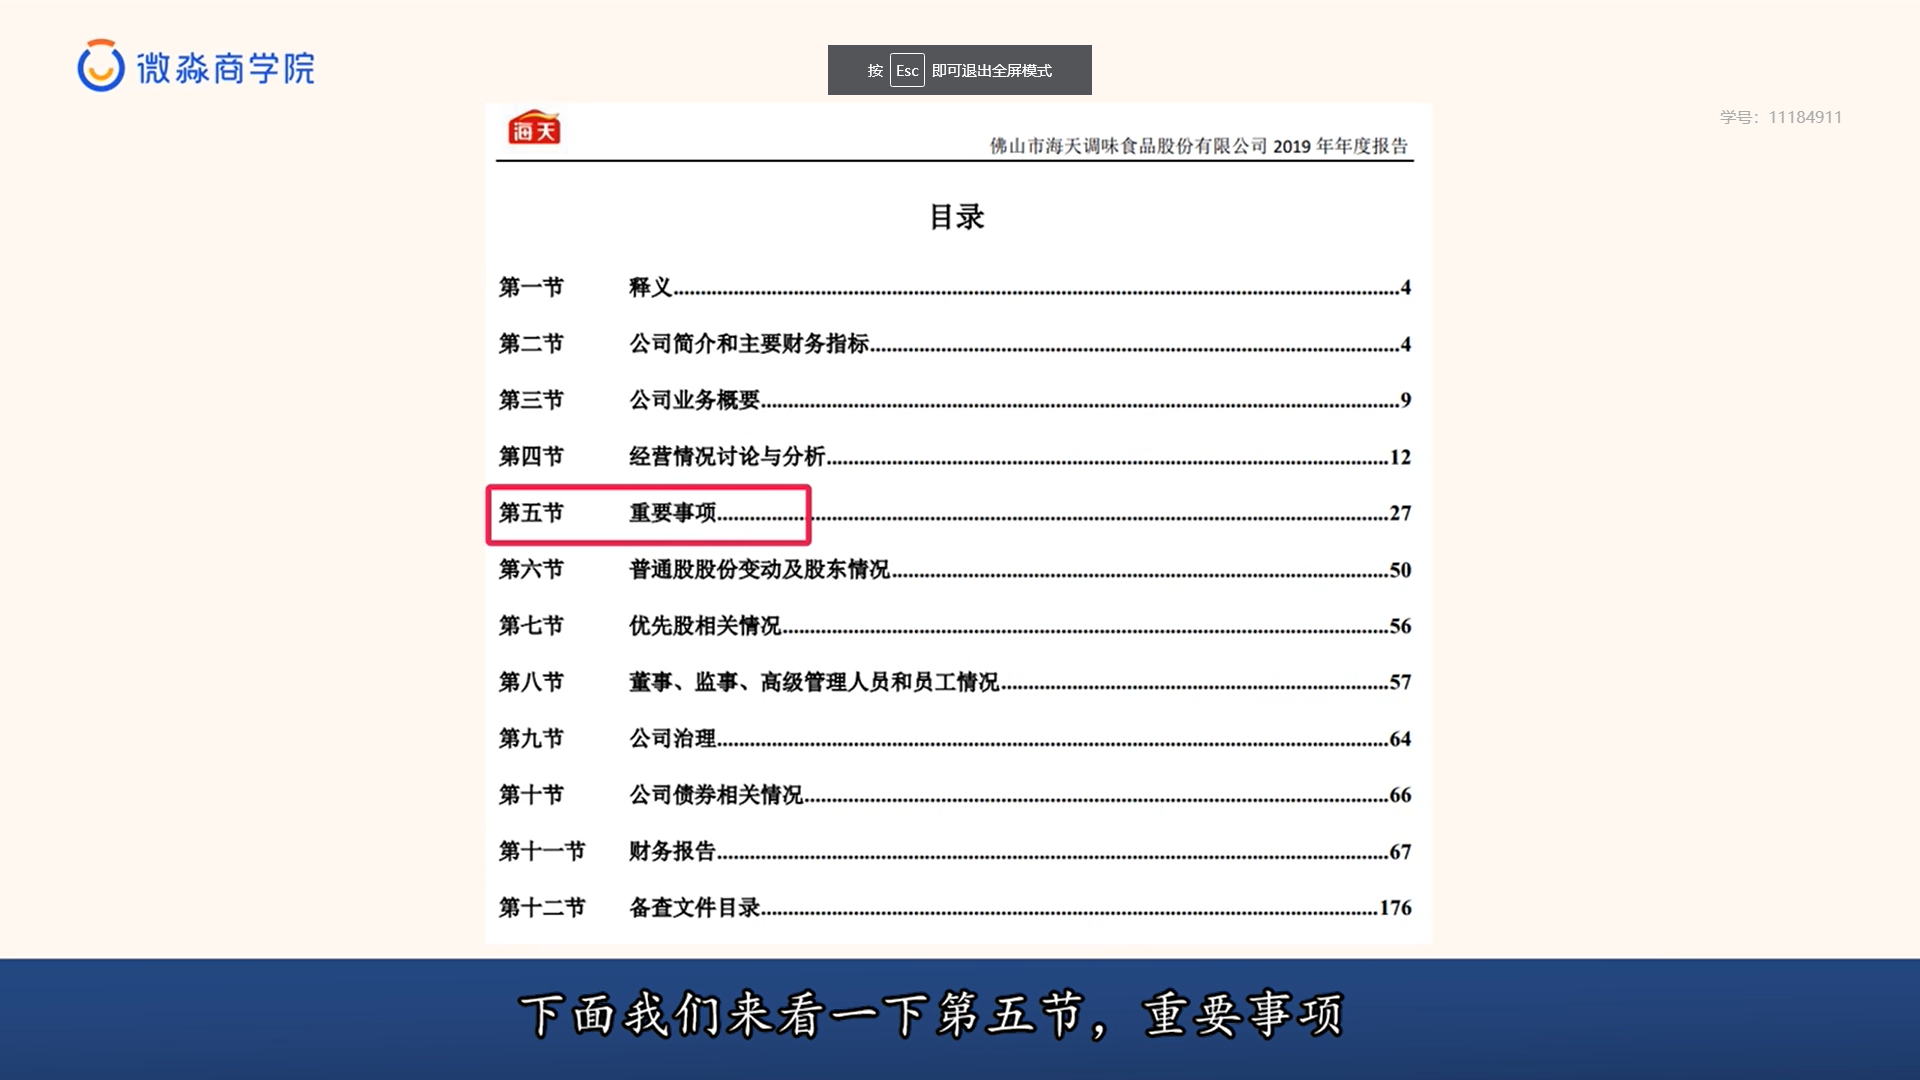 微淼商学院
按 Esc 即可退出全屏模式
学号：11184911
海天
佛山市海天调味食品股份有限公司 2019 年年度报告
目录
第一节 释义........................4
第二节 公司简介和主要财务指标........................4
第三节 公司业务概要........................9
第四节 经营情况讨论与分析........................12
第五节 重要事项........................27
第六节 普通股股份变动及股东情况........................50
第七节 优先股相关情况........................56
第八节 董事、监事、高级管理人员和员工情况........................57
第九节 公司治理........................64
第十节 公司债券相关情况........................66
第十一节 财务报告........................67
第十二节 备查文件目录........................176
下面我们来看一下第五节，重要事项